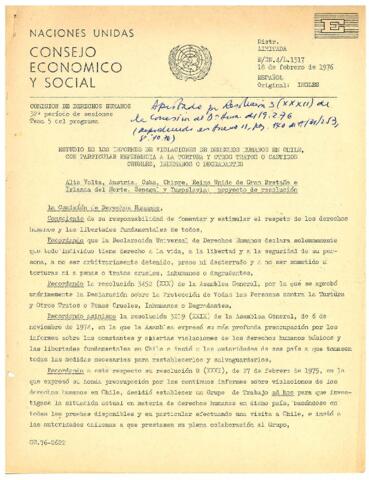 NACIONES UNIDAS
CONSEJO
ECONOMICO
Y SOCIAL
Distr.
LIMITADA
E/CN.4/L.1317
18 de febrero de 1976
ESPAÑOL
Original: INGLES
E
COMISION DE DERECHOS HUMANOS
32º período de sesiones
Tema 5 del programa
Aprobado por Resolución 3 (XXXII) de
la Comisión de D° Hum. de 19.2.76
ESTUDIO DE LOS INFORMES DE VIOLACIONES DE DERECHOS HUMANOS EN CHILE,
CON PARTICULAR REFERENCIA A LA TORTURA Y OTROS TRATOS O CASTIGOS
CRUELES, INHUMANOS O DEGRADANTES
Alto Volta, Austria, Cuba, Chipre, Reino Unido de Gran Bretaña e
Irlanda del Norte, Senegal y Yugoslavia: proyecto de resolución
La Comisión de Derechos Humanos,
Consciente de su responsabilidad de fomentar y estimular el respeto de los derechos
humanos y las libertades fundamentales de todos,
Recordando que la Declaración Universal de Derechos Humanos declara solemnemente
que todo individuo tiene derecho a la vida, a la libertad y a la seguridad de su persona,
a no ser arbitrariamente detenido, preso ni desterrado y a no ser sometido a
torturas ni a penas o tratos crueles, inhumanos o degradantes,
Recordando la resolución 3452 (XXX) de la Asamblea General, por la que se aprobó
unánimemente la Declaración sobre la Protección de Todas las Personas contra la Tortura
y Otros Tratos o Penas Crueles, Inhumanos o Degradantes,
Recordando asimismo la resolución 3219 (XXIX) de la Asamblea General, de 6 de
noviembre de 1974, en la que la Asamblea expresó su más profunda preocupación por los
informes sobre las constantes y abiertas violaciones de los derechos humanos básicos y
las libertades fundamentales en Chile e instó a las autoridades de ese país a que tomasen
todas las medidas necesarias para restablecerlos y salvaguardarlos,
Recordando a este respecto su resolución 8 (XXXI), de 27 de febrero de 1975, en la
que expresó su honda preocupación por los continuos informes sobre violaciones de los
derechos humanos en Chile, decidió establecer un Grupo de Trabajo ad hoc para que inves-
tigase la situación actual en materia de derechos humanos en dicho país, basándose en
todas las pruebas disponibles y en particular efectuando una visita a Chile, e instó a
las autoridades chilenas a que prestasen su plena colaboración al Grupo,
GE.76-2622